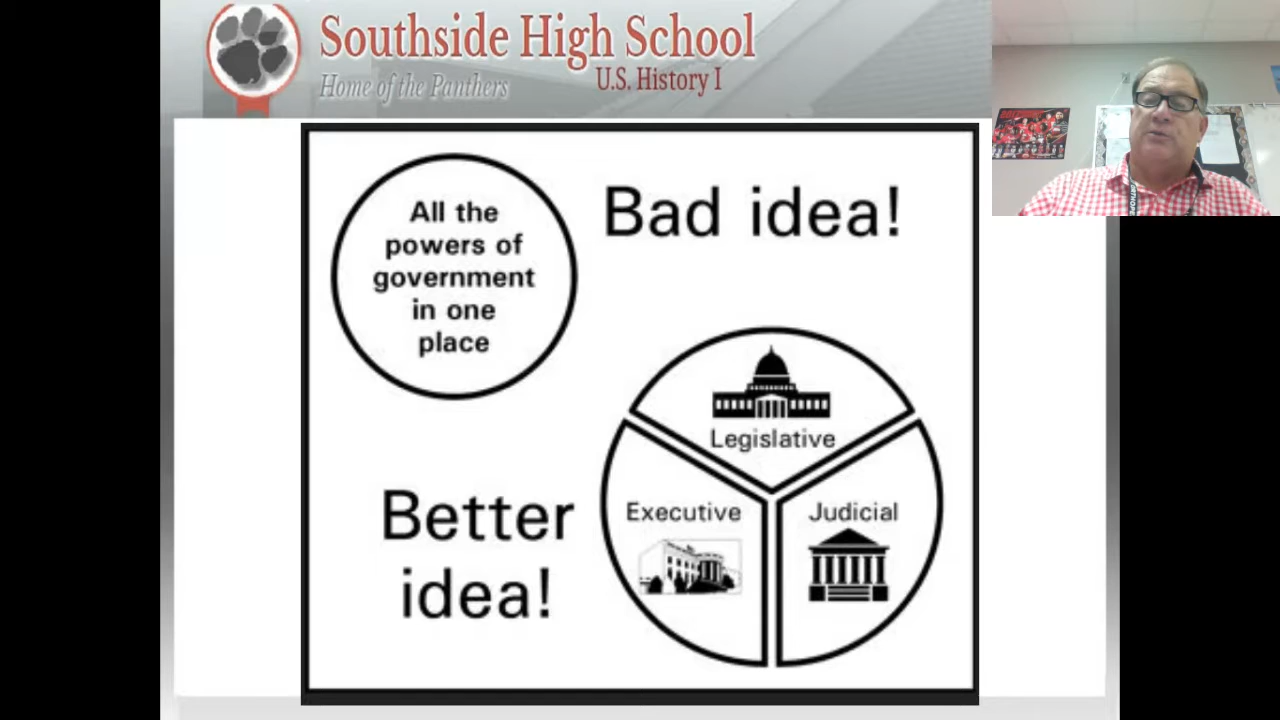 Southside High School
Home of the Panthers
U.S. History I
All the
powers of
government
in one
place
Bad idea!
Legislative
Executive
Judicial
Better
idea!